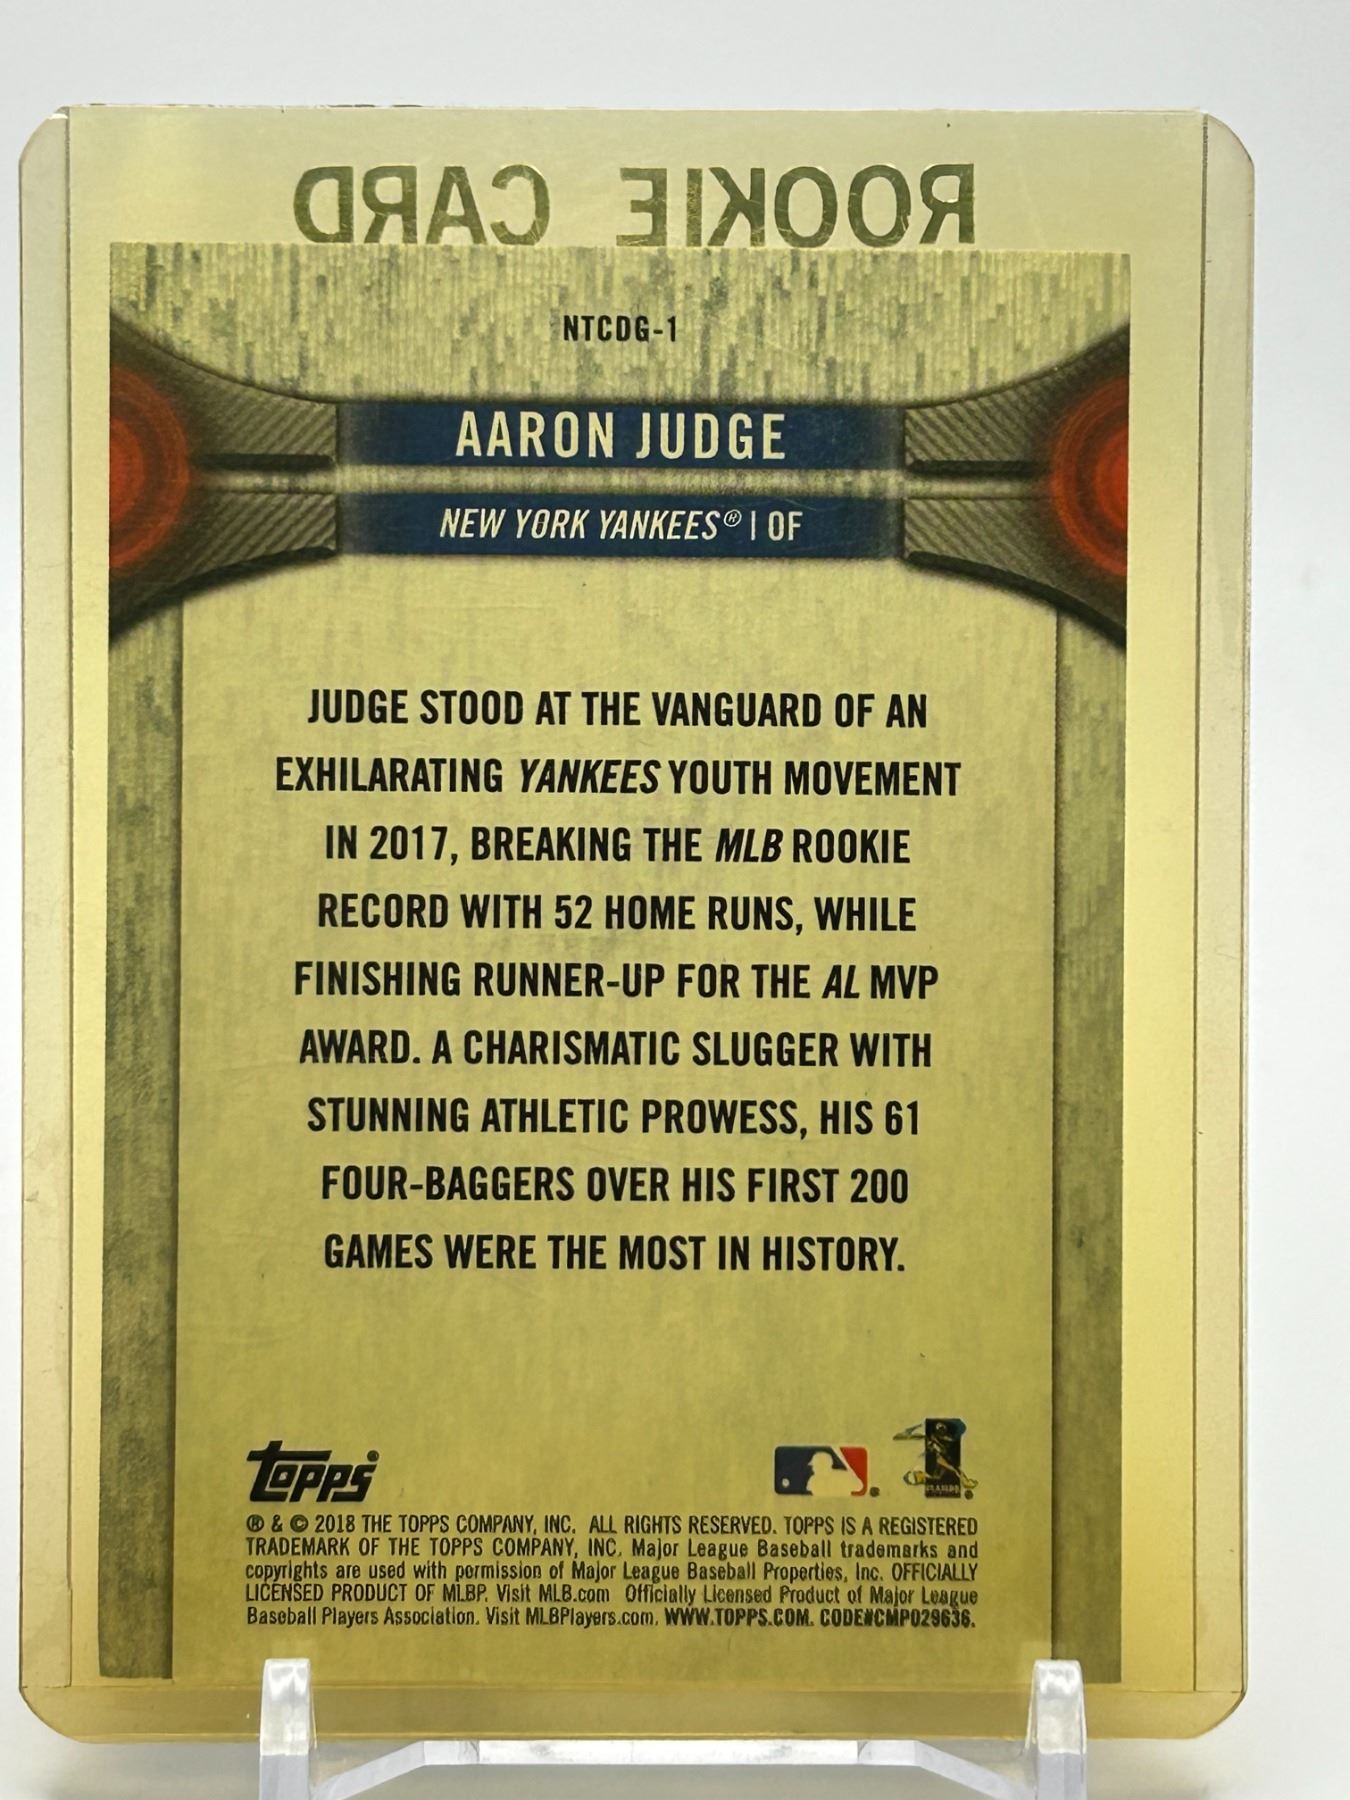 ROOKIE CARD
NTCDG-1
AARON JUDGE
NEW YORK YANKEES® | OF
JUDGE STOOD AT THE VANGUARD OF AN
EXHILARATING YANKEES YOUTH MOVEMENT
IN 2017, BREAKING THE MLB ROOKIE
RECORD WITH 52 HOME RUNS, WHILE
FINISHING RUNNER-UP FOR THE AL MVP
AWARD. A CHARISMATIC SLUGGER WITH
STUNNING ATHLETIC PROWESS, HIS 61
FOUR-BAGGERS OVER HIS FIRST 200
GAMES WERE THE MOST IN HISTORY.
topps®
® & © 2018 THE TOPPS COMPANY, INC. ALL RIGHTS RESERVED. TOPPS IS A REGISTERED
TRADEMARK OF THE TOPPS COMPANY, INC. Major League Baseball trademarks and
copyrights are used with permission of Major League Baseball Properties, Inc. OFFICIALLY
LICENSED PRODUCT OF MLBP. Visit MLB.com Officially Licensed Product of Major League
Baseball Players Association. Visit MLBPlayers.com. WWW.TOPPS.COM. CODE#CMP029636.